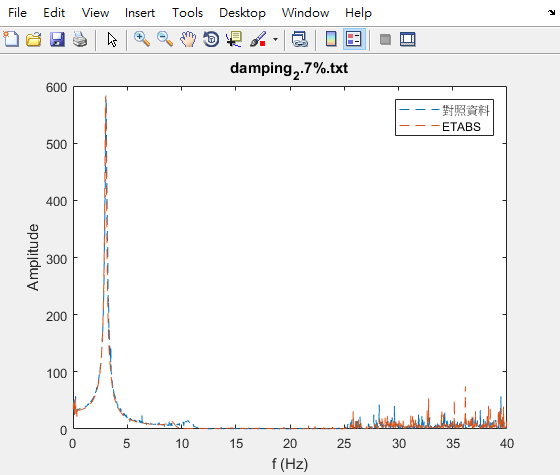 File Edit View Insert Tools Desktop Window Help
damping2.7%.txt
600
500
400
300
200
100
0
Amplitude
對照資料
ETABS
0 5 10 15 20 25 30 35 40
f (Hz)